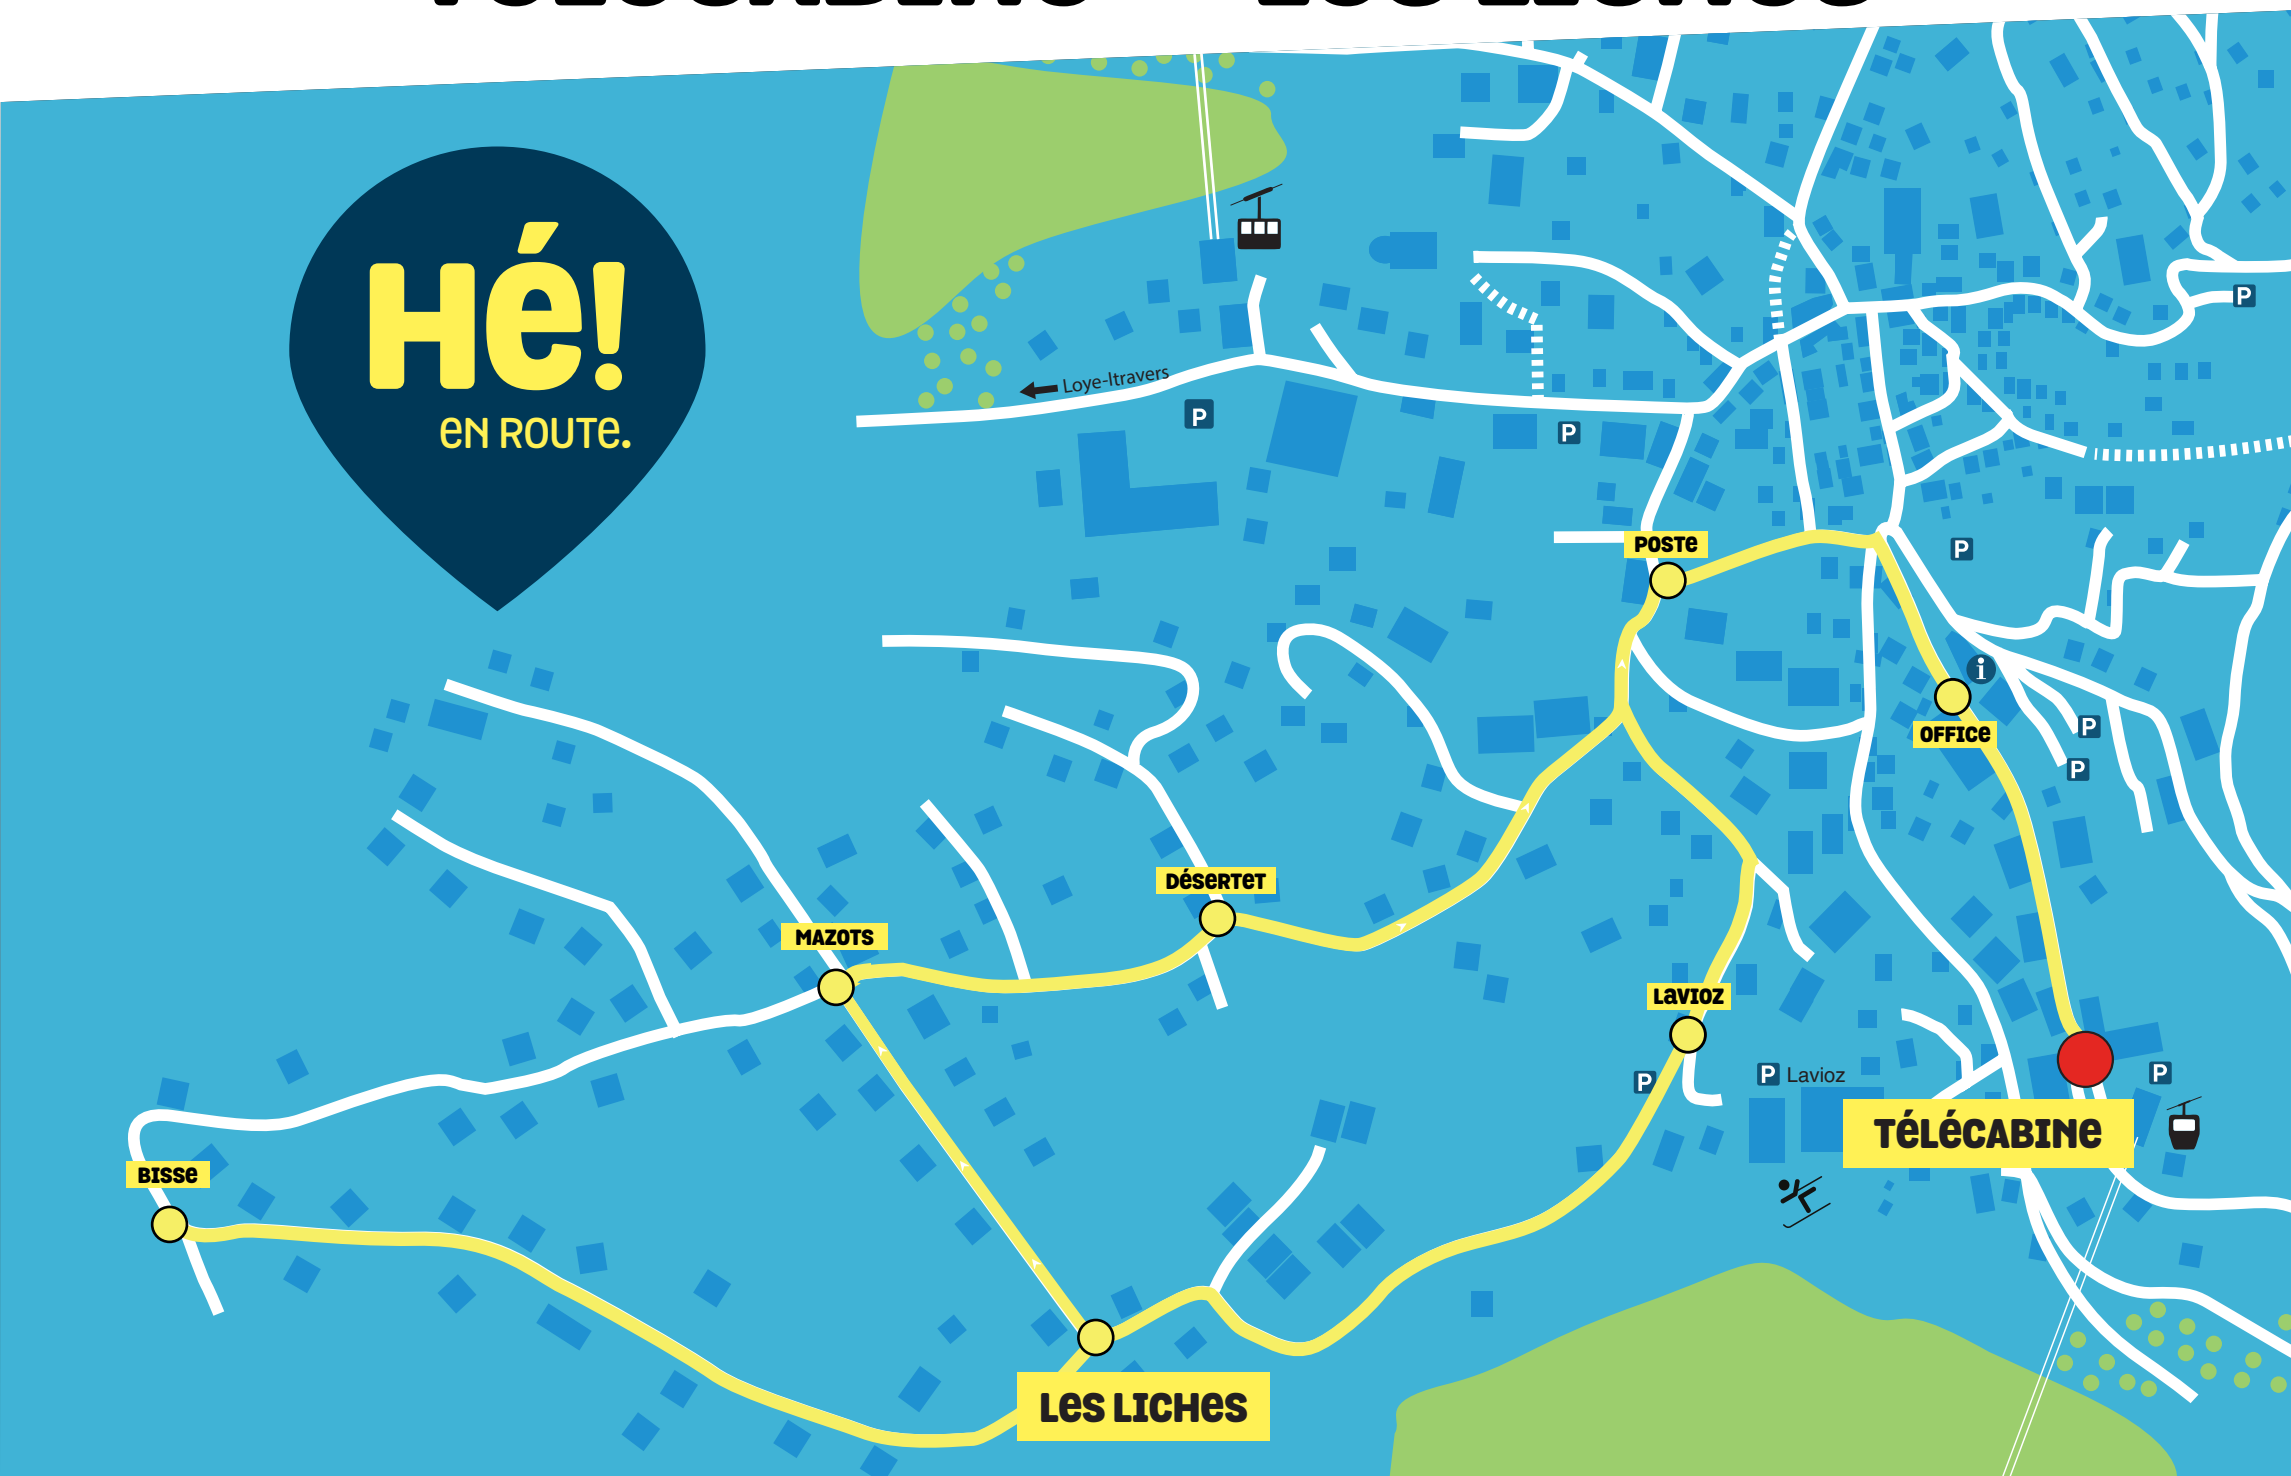 Hé!
en route.
Loye-Itravers
P
P
P
P
POSTE
i
OFFICE
P
P
DÉSERTET
MAZOTS
LAVIOZ
P
P Lavioz
P
TÉLÉCABINE
BISSE
LES LICHES